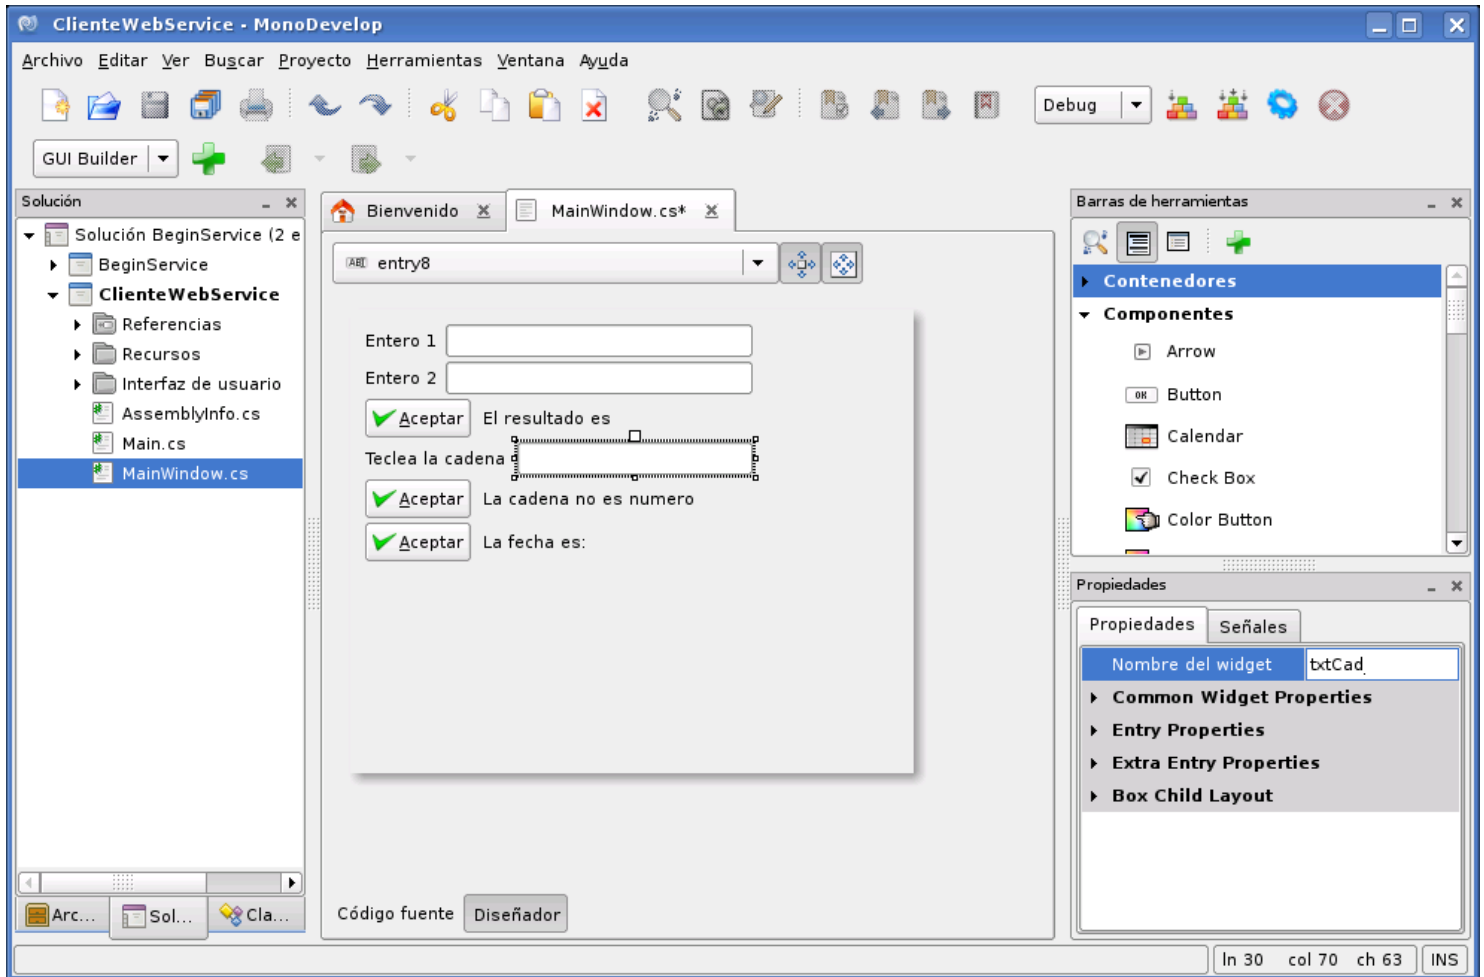 ClienteWebService - MonoDevelop
Archivo Editar Ver Buscar Proyecto Herramientas Ventana Ayuda
Debug
GUI Builder
Solución
Solución BeginService (2 e
BeginService
ClienteWebService
Referencias
Recursos
Interfaz de usuario
AssemblyInfo.cs
Main.cs
MainWindow.cs
Arc...
Sol...
Cla...
Bienvenido
MainWindow.cs*
ABI entry8
Entero 1
Entero 2
Aceptar El resultado es
Teclea la cadena
Aceptar La cadena no es numero
Aceptar La fecha es:
Código fuente Diseñador
Barras de herramientas
Contenedores
Componentes
Arrow
OK Button
Calendar
Check Box
Color Button
Propiedades
Propiedades Señales
Nombre del widget txtCad
Common Widget Properties
Entry Properties
Extra Entry Properties
Box Child Layout
ln 30 col 70 ch 63 INS